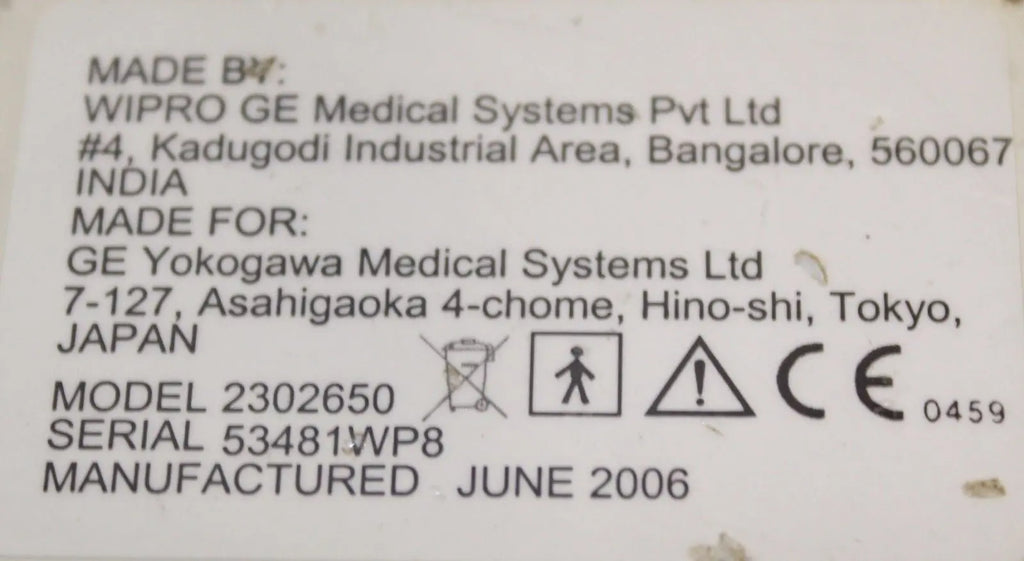 MADE BY:
WIPRO GE Medical Systems Pvt Ltd
#4, Kadugodi Industrial Area, Bangalore, 560067
INDIA
MADE FOR:
GE Yokogawa Medical Systems Ltd
7-127, Asahigaoka 4-chome, Hino-shi, Tokyo,
JAPAN
MODEL 2302650
CE 0459
SERIAL 53481WP8
MANUFACTURED JUNE 2006